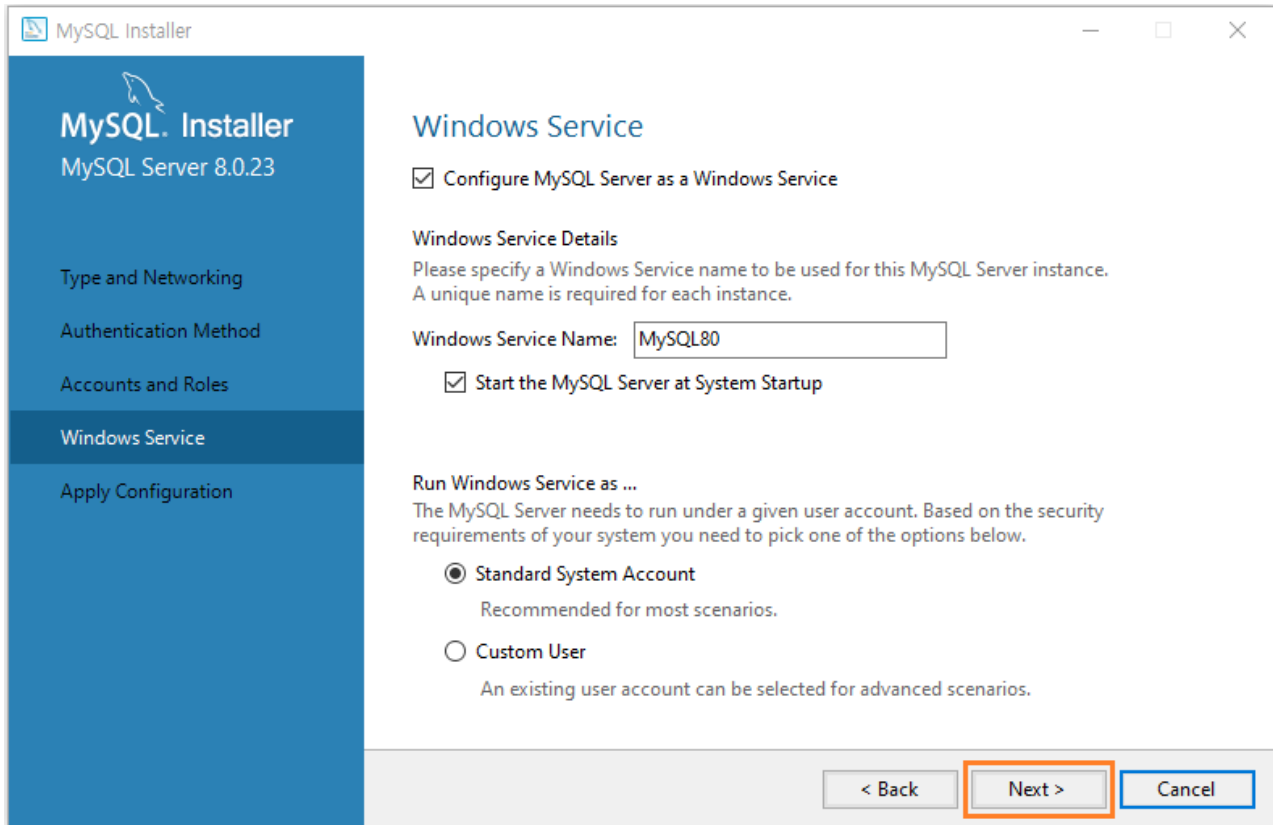 MySQL Installer
MySQL. Installer
MySQL Server 8.0.23
Type and Networking
Authentication Method
Accounts and Roles
Windows Service
Apply Configuration
Windows Service
Configure MySQL Server as a Windows Service
Windows Service Details
Please specify a Windows Service name to be used for this MySQL Server instance.
A unique name is required for each instance.
Windows Service Name: MySQL80
Start the MySQL Server at System Startup
Run Windows Service as ...
The MySQL Server needs to run under a given user account. Based on the security
requirements of your system you need to pick one of the options below.
Standard System Account
Recommended for most scenarios.
Custom User
An existing user account can be selected for advanced scenarios.
< Back Next > Cancel